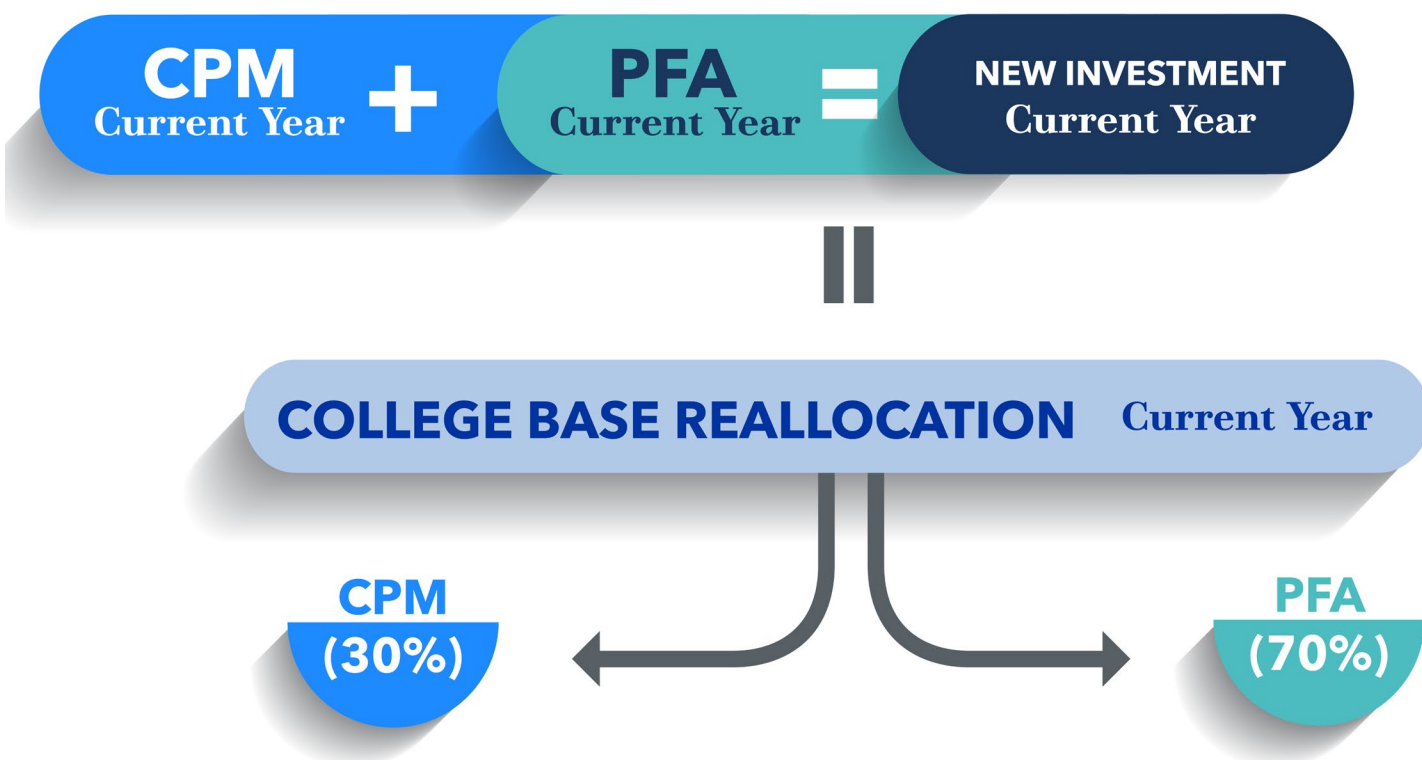 CPM + PFA = NEW INVESTMENT
Current Year Current Year Current Year
=
COLLEGE BASE REALLOCATION Current Year
CPM
(30%)
PFA
(70%)